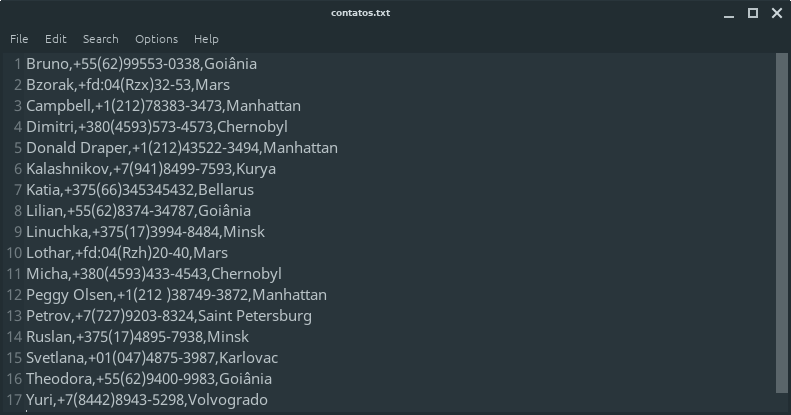 contatos.txt
File Edit Search Options Help
1 Bruno,+55(62)99553-0338,Goiânia
2 Bzorak,+fd:04(Rzx)32-53,Mars
3 Campbell,+1(212)78383-3473,Manhattan
4 Dimitri,+380(4593)573-4573,Chernobyl
5 Donald Draper,+1(212)43522-3494,Manhattan
6 Kalashnikov,+7(941)8499-7593,Kurya
7 Katia,+375(66)345345432,Bellarus
8 Lilian,+55(62)8374-34787,Goiânia
9 Linuchka,+375(17)3994-8484,Minsk
10 Lothar,+fd:04(Rzh)20-40,Mars
11 Micha,+380(4593)433-4543,Chernobyl
12 Peggy Olsen,+1(212 )38749-3872,Manhattan
13 Petrov,+7(727)9203-8324,Saint Petersburg
14 Ruslan,+375(17)4895-7938,Minsk
15 Svetlana,+01(047)4875-3987,Karlovac
16 Theodora,+55(62)9400-9983,Goiânia
17 Yuri,+7(8442)8943-5298,Volvogrado